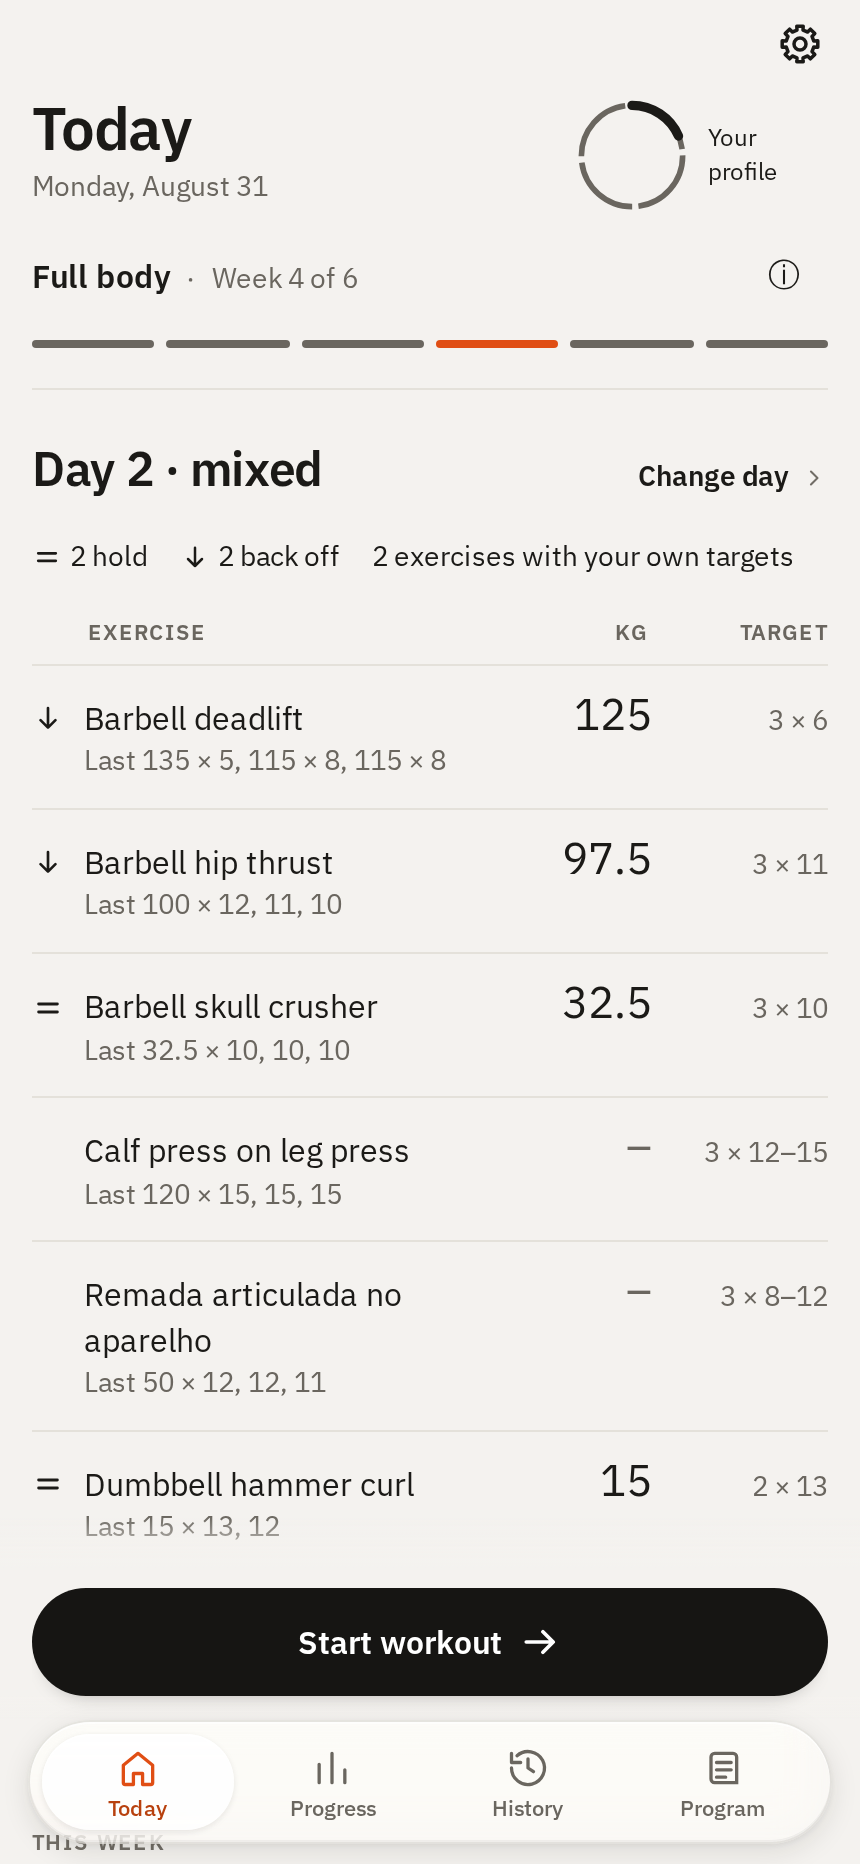 Today
Monday, August 31
Your
profile
Full body · Week 4 of 6
Day 2 · mixed
Change day
2 hold 2 back off 2 exercises with your own targets
EXERCISE KG TARGET
Barbell deadlift 125 3 × 6
Last 135 × 5, 115 × 8, 115 × 8
Barbell hip thrust 97.5 3 × 11
Last 100 × 12, 11, 10
Barbell skull crusher 32.5 3 × 10
Last 32.5 × 10, 10, 10
Calf press on leg press – 3 × 12–15
Last 120 × 15, 15, 15
Remada articulada no – 3 × 8–12
aparelho
Last 50 × 12, 12, 11
Dumbbell hammer curl 15 2 × 13
Last 15 × 13, 12
Start workout →
Today Progress History Program
THIS WEEK